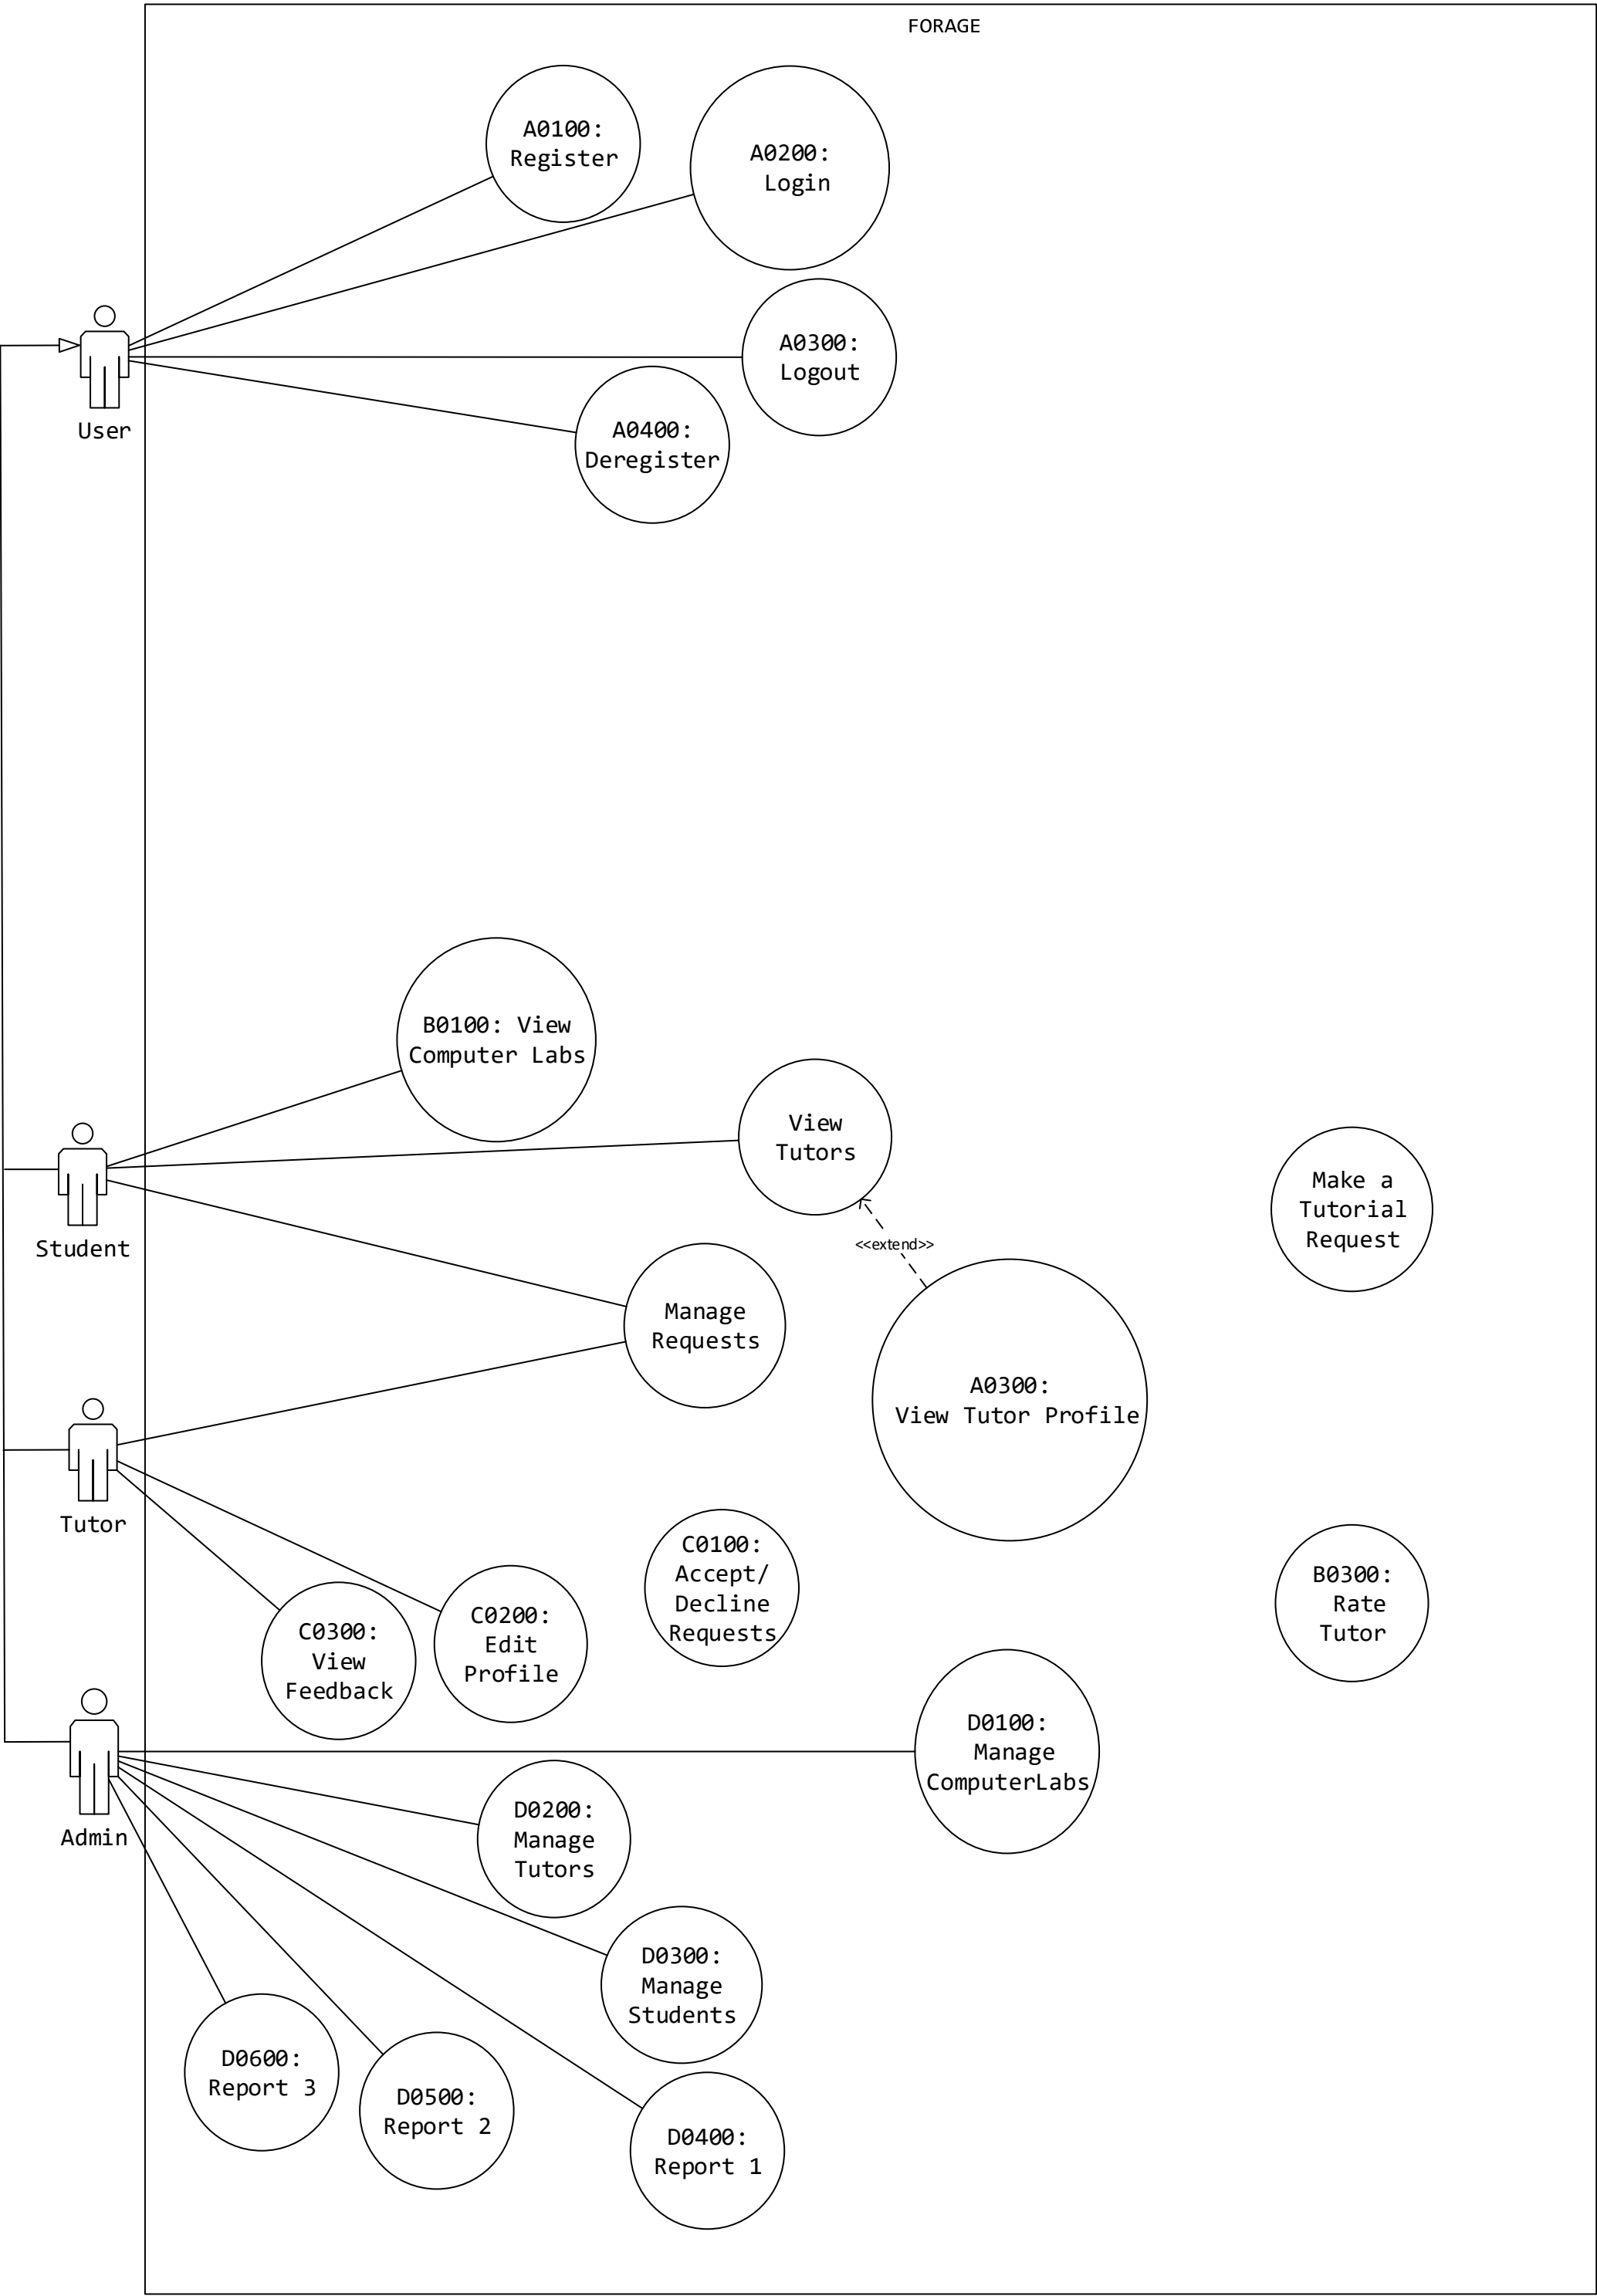 FORAGE
A0100:
Register
A0200:
Login
A0300:
Logout
User
A0400:
Deregister
B0100: View
Computer Labs
View
Tutors
Make a
Tutorial
Request
Student
<<extend>>
Manage
Requests
A0300:
View Tutor Profile
Tutor
C0100:
Accept/
Decline
Requests
B0300:
Rate
Tutor
C0200:
Edit
Profile
C0300:
View
Feedback
D0100:
Manage
ComputerLabs
Admin
D0200:
Manage
Tutors
D0300:
Manage
Students
D0600:
Report 3
D0500:
Report 2
D0400:
Report 1